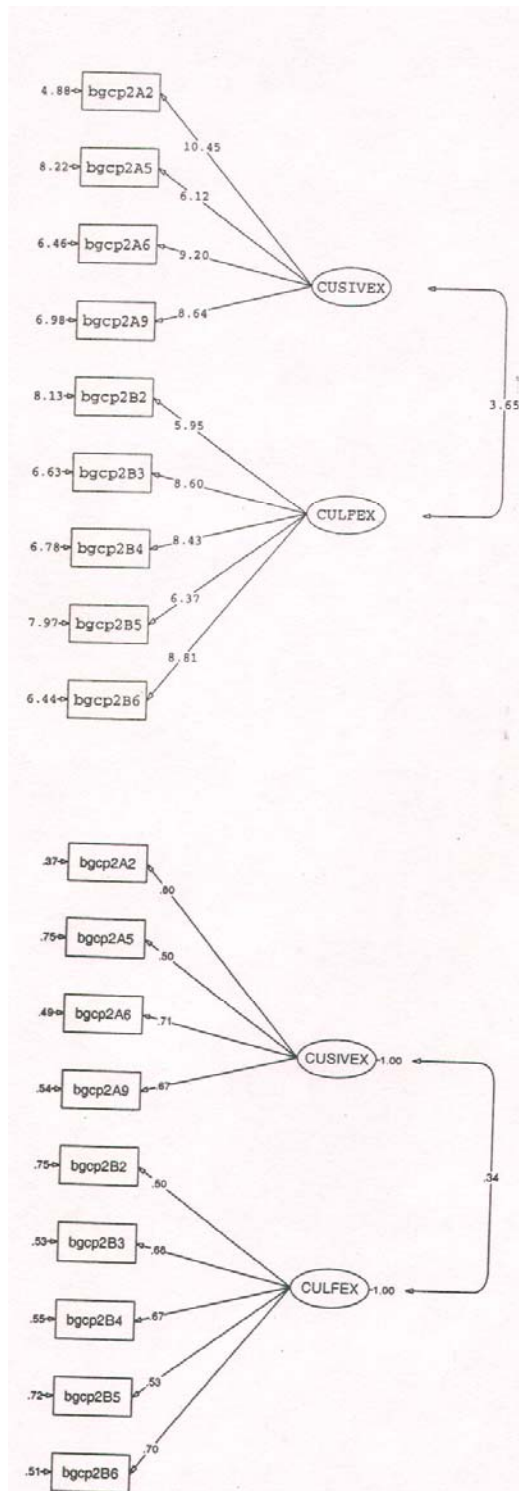 4.88 bgcp2A2
10.45
8.22 bgcp2A5
6.12
6.46 bgcp2A6
9.20
CUSIVEX
6.98 bgcp2A9
8.64
8.13 bgcp2B2
5.95
3.65
6.63 bgcp2B3
8.60
CULFEX
6.78 bgcp2B4
8.43
7.97 bgcp2B5
6.37
8.81
6.44 bgcp2B6
.37 bgcp2A2
.80
.75 bgcp2A5
.50
.49 bgcp2A6
.71
CUSIVEX 1.00
.54 bgcp2A9
.67
.75 bgcp2B2
.50
.34
.53 bgcp2B3
CULFEX 1.00
.55 bgcp2B4
.67
.72 bgcp2B5
.53
.70
.51 bgcp2B6